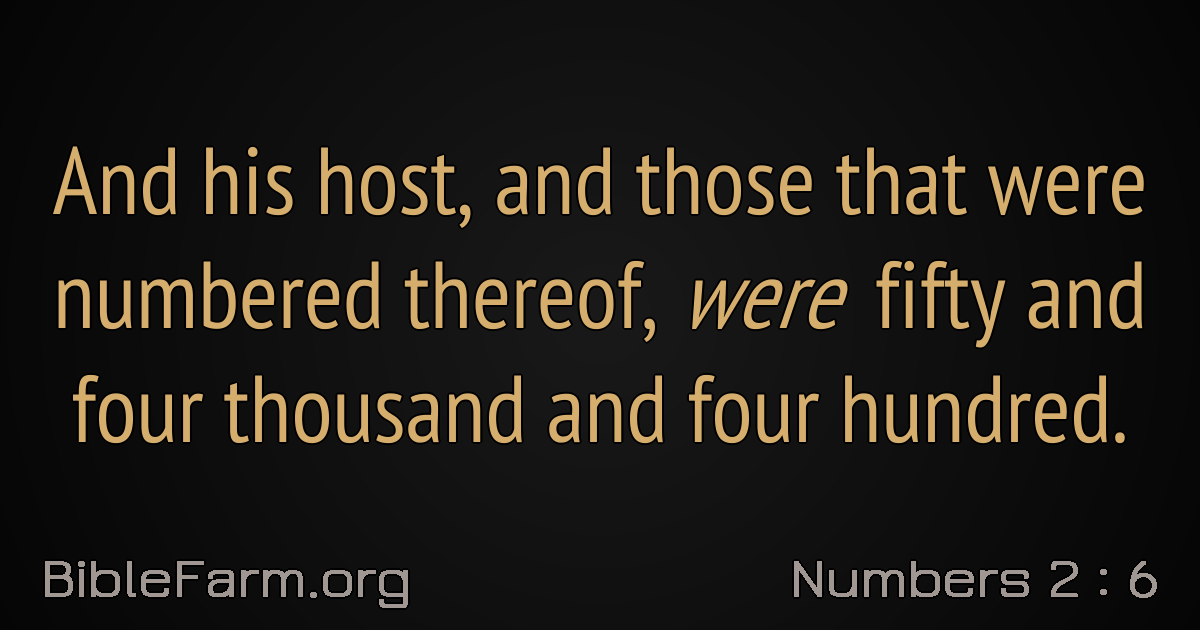 And his host, and those that were
numbered thereof, were fifty and
four thousand and four hundred.
BibleFarm.org
Numbers 2 : 6